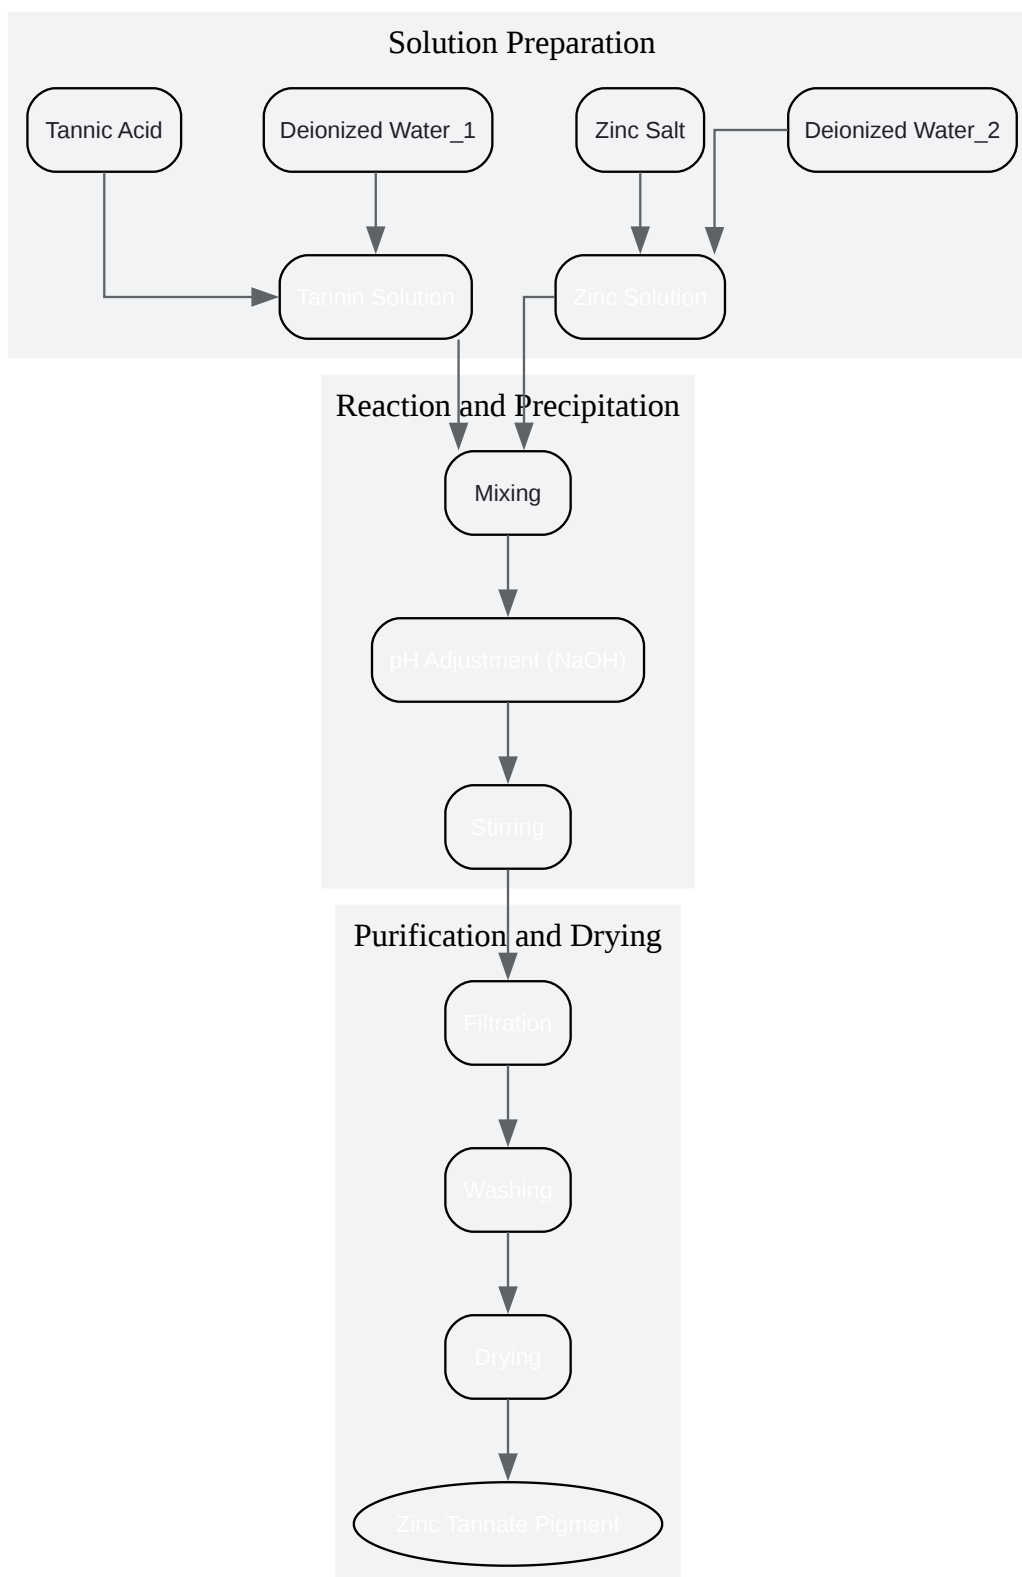 Solution Preparation
Tannic Acid
Deionized Water_1
Zinc Salt
Deionized Water_2
Tannin Solution
Zinc Solution
Reaction and Precipitation
Mixing
pH Adjustment (NaOH)
Stirring
Purification and Drying
Filtration
Washing
Drying
Zinc Tannate Pigment